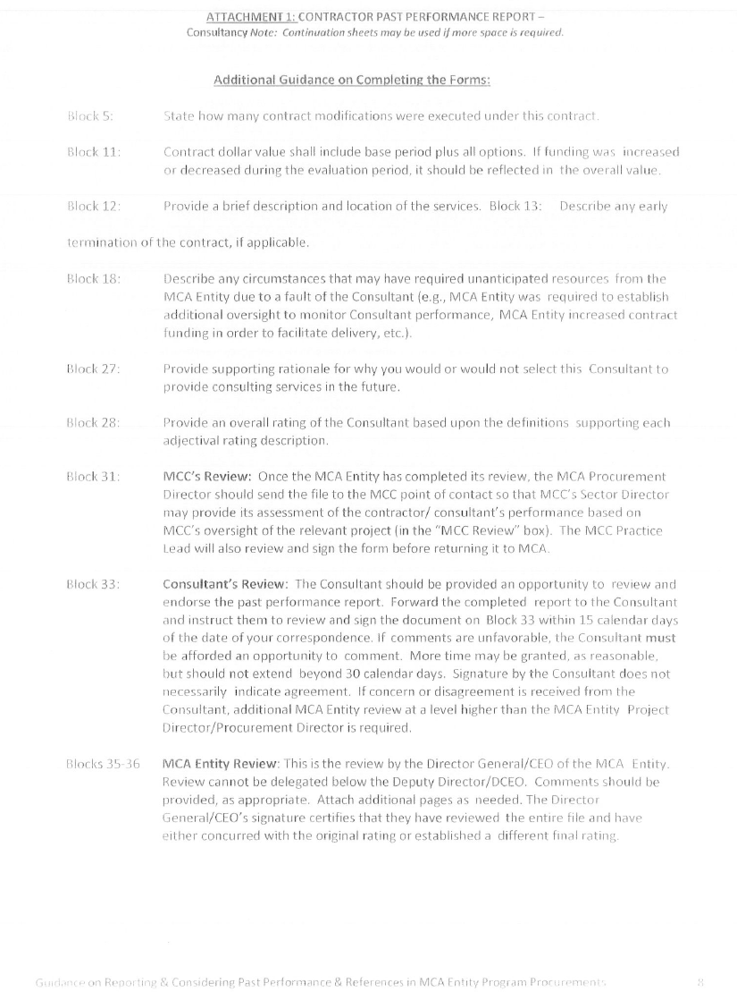 ATTACHMENT 1: CONTRACTOR PAST PERFORMANCE REPORT –
Consultancy Note: Continuation sheets may be used if more space is required.
Additional Guidance on Completing the Forms:
Block 5: State how many contract modifications were executed under this contract.
Block 11: Contract dollar value shall include base period plus all options. If funding was increased
or decreased during the evaluation period, it should be reflected in the overall value.
Block 12: Provide a brief description and location of the services. Block 13: Describe any early
termination of the contract, if applicable.
Block 18: Describe any circumstances that may have required unanticipated resources from the
MCA Entity due to a fault of the Consultant (e.g., MCA Entity was required to establish
additional oversight to monitor Consultant performance, MCA Entity increased contract
funding in order to facilitate delivery, etc.).
Block 27: Provide supporting rationale for why you would or would not select this Consultant to
provide consulting services in the future.
Block 28: Provide an overall rating of the Consultant based upon the definitions supporting each
adjectival rating description.
Block 31: MCC's Review: Once the MCA Entity has completed its review, the MCA Procurement
Director should send the file to the MCC point of contact so that MCC's Sector Director
may provide its assessment of the contractor/ consultant's performance based on
MCC's oversight of the relevant project (in the "MCC Review" box). The MCC Practice
Lead will also review and sign the form before returning it to MCA.
Block 33: Consultant's Review: The Consultant should be provided an opportunity to review and
endorse the past performance report. Forward the completed report to the Consultant
and instruct them to review and sign the document on Block 33 within 15 calendar days
of the date of your correspondence. If comments are unfavorable, the Consultant must
be afforded an opportunity to comment. More time may be granted, as reasonable,
but should not extend beyond 30 calendar days. Signature by the Consultant does not
necessarily indicate agreement. If concern or disagreement is received from the
Consultant, additional MCA Entity review at a level higher than the MCA Entity Project
Director/Procurement Director is required.
Blocks 35-36 MCA Entity Review: This is the review by the Director General/CEO of the MCA Entity.
Review cannot be delegated below the Deputy Director/DCEO. Comments should be
provided, as appropriate. Attach additional pages as needed. The Director
General/CEO's signature certifies that they have reviewed the entire file and have
either concurred with the original rating or established a different final rating.
Guidance on Reporting & Considering Past Performance & References in MCA Entity Program Procurements 8